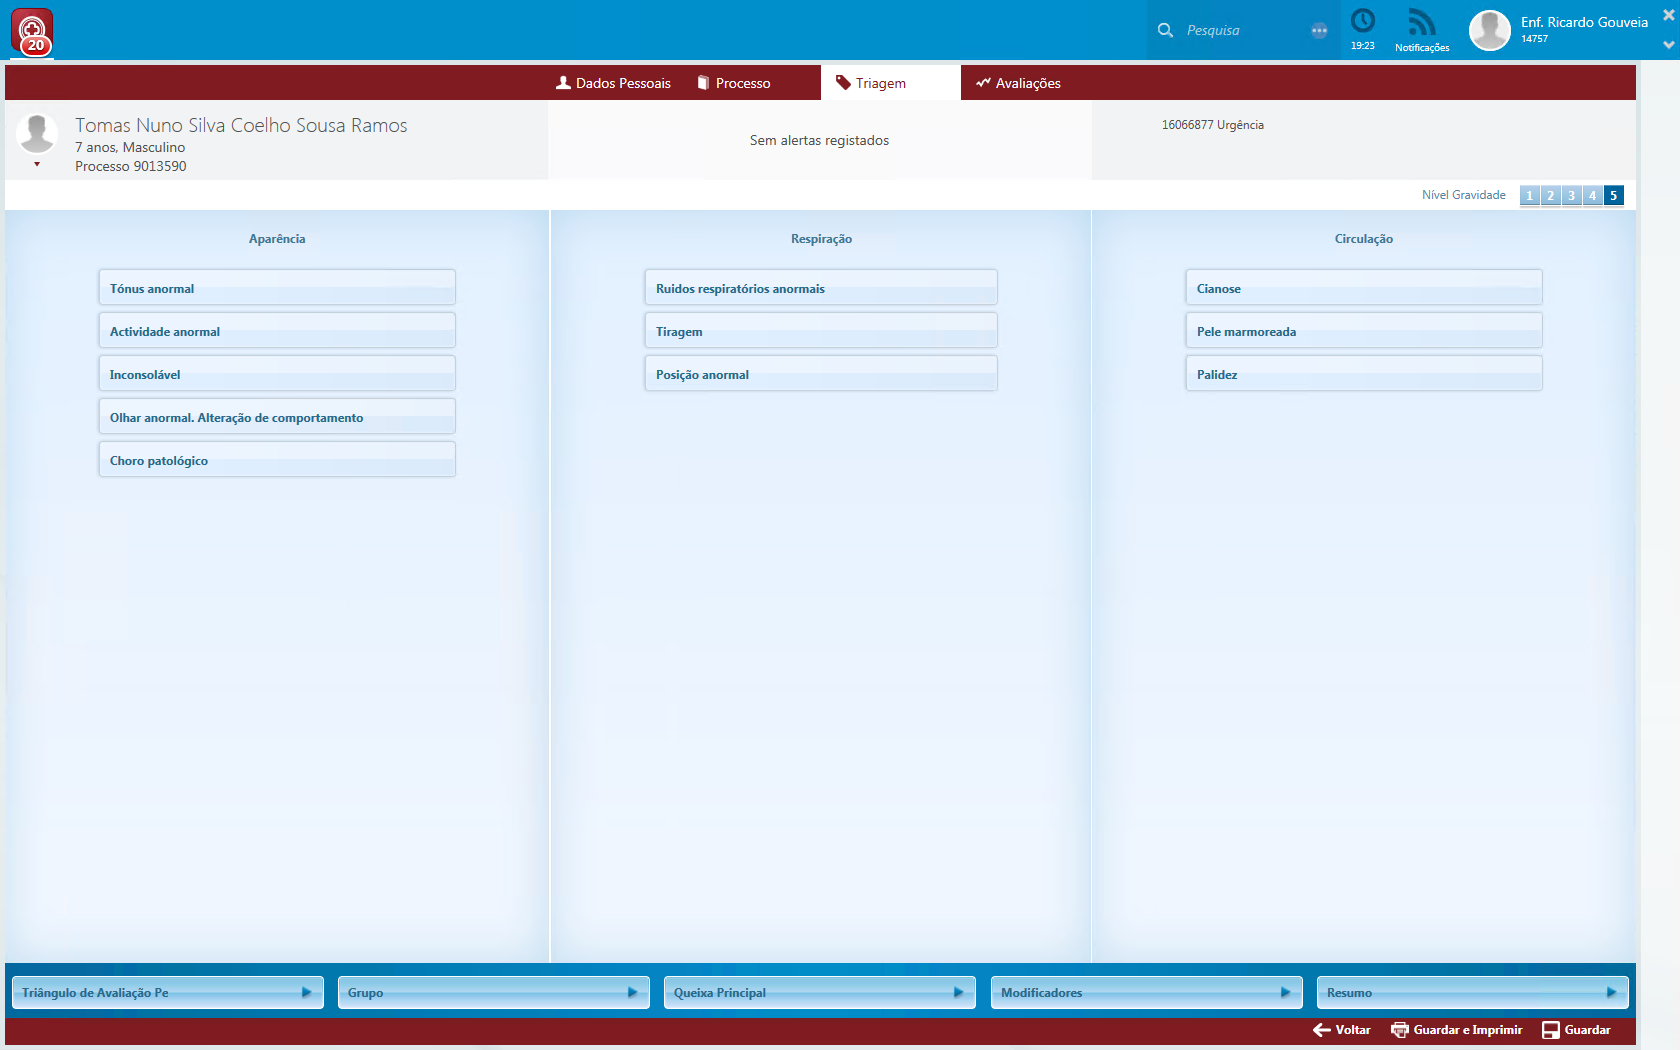 20
Pesquisa
19:23
Notificações
Enf. Ricardo Gouveia
14757
Dados Pessoais
Processo
Triagem
Avaliações
Tomas Nuno Silva Coelho Sousa Ramos
7 anos, Masculino
Processo 9013590
Sem alertas registados
16066877 Urgência
Nível Gravidade
1 2 3 4 5
Aparência
Tónus anormal
Actividade anormal
Inconsolável
Olhar anormal. Alteração de comportamento
Choro patológico
Respiração
Ruidos respiratórios anormais
Tiragem
Posição anormal
Circulação
Cianose
Pele marmoreada
Palidez
Triângulo de Avaliação Pe
Grupo
Queixa Principal
Modificadores
Resumo
Voltar
Guardar e Imprimir
Guardar